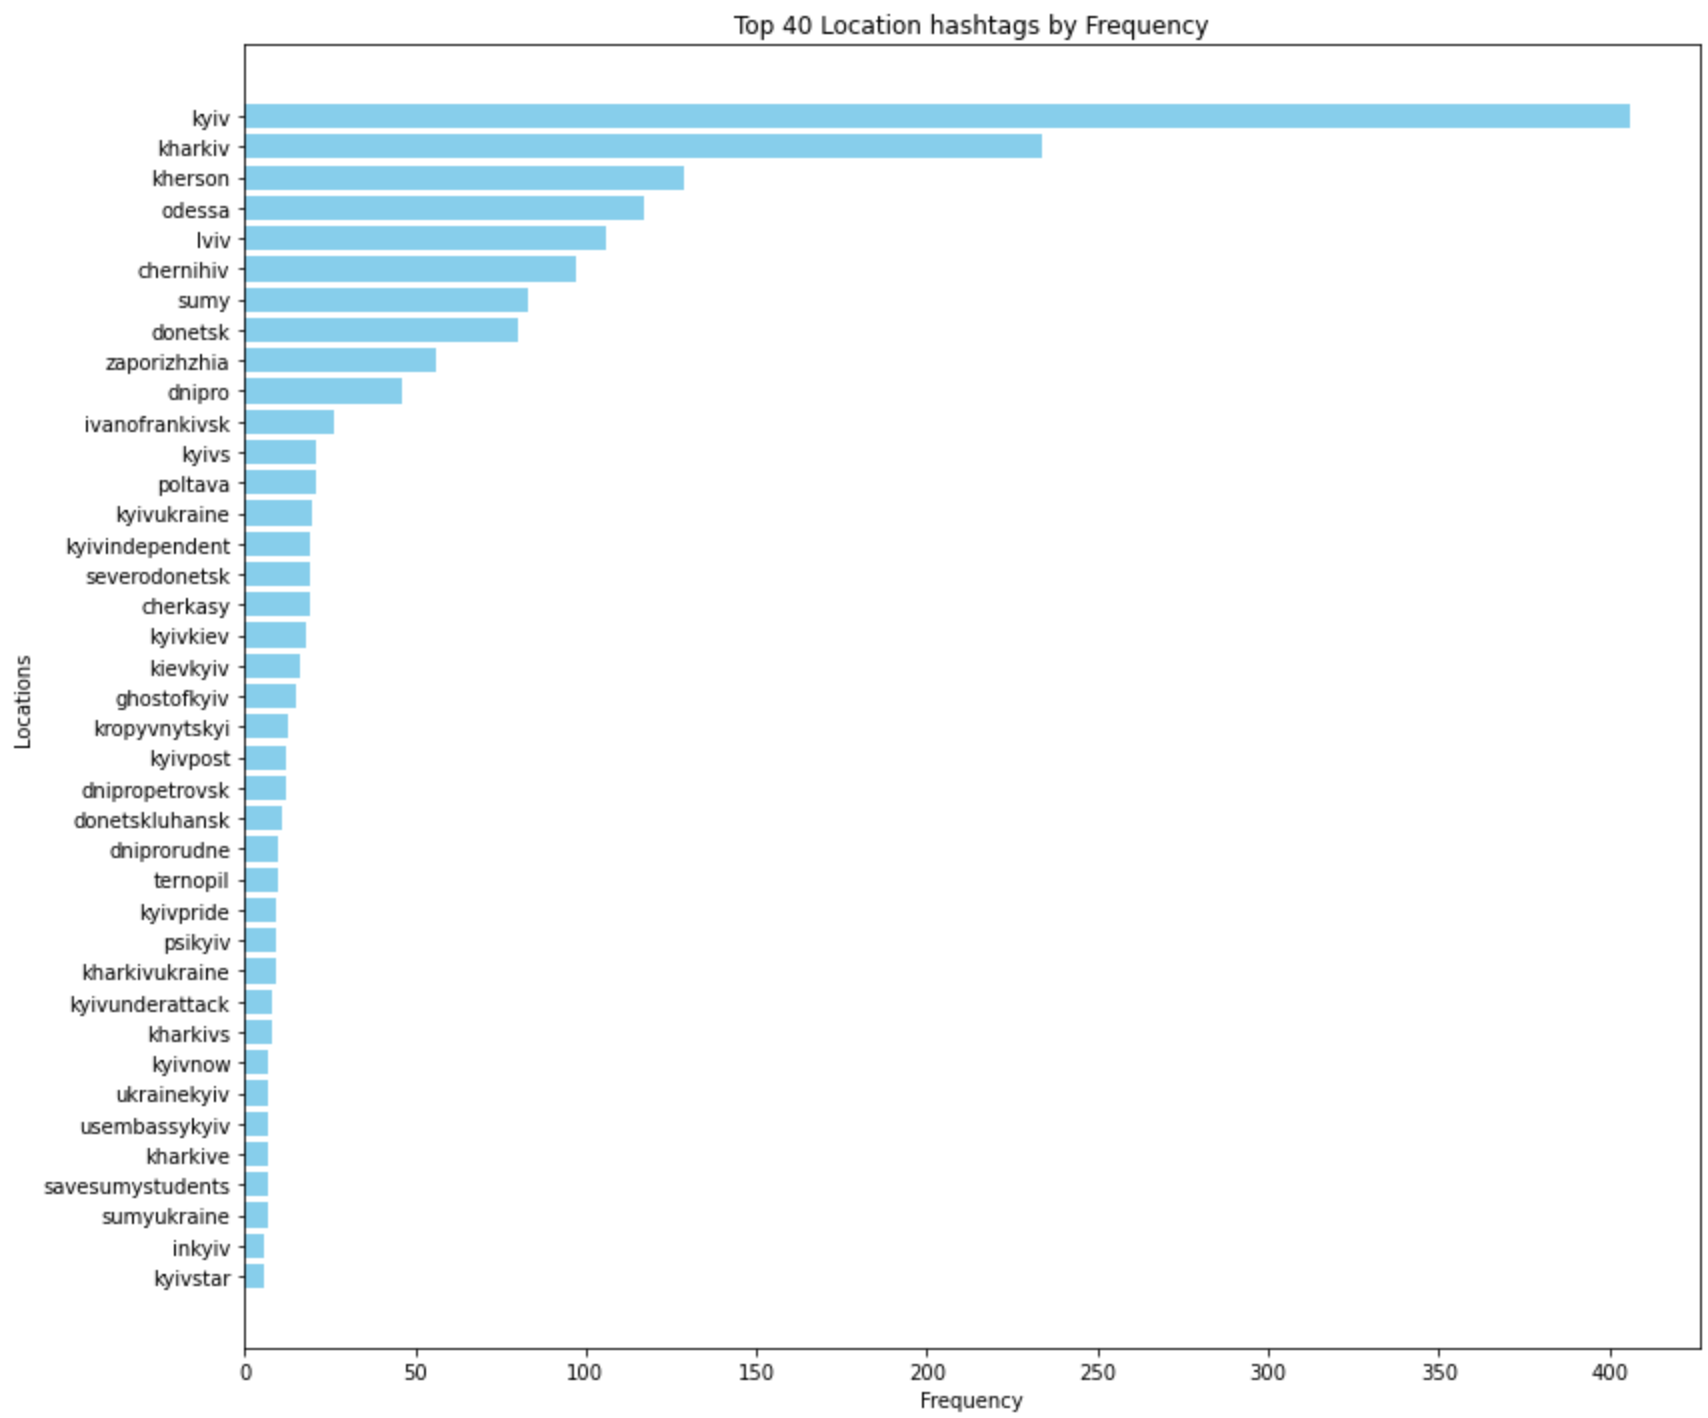 Top 40 Location hashtags by Frequency
kyiv
kharkiv
kherson
odessa
lviv
chernihiv
sumy
donetsk
zaporizhzhia
dnipro
ivanofrankivsk
kyivs
poltava
kyivukraine
kyivindependent
severodonetsk
cherkasy
kyivkiev
kievkyiv
ghostofkyiv
kropyvnytskyi
kyivpost
dnipropetrovsk
donetskluhansk
dniprorudne
ternopil
kyivpride
psikyiv
kharkivukraine
kyivunderattack
kharkivs
kyivnow
ukrainekyiv
usembassykyiv
kharkive
savesumystudents
sumyukraine
inkyiv
kyivstar
Locations
0 50 100 150 200 250 300 350 400
Frequency